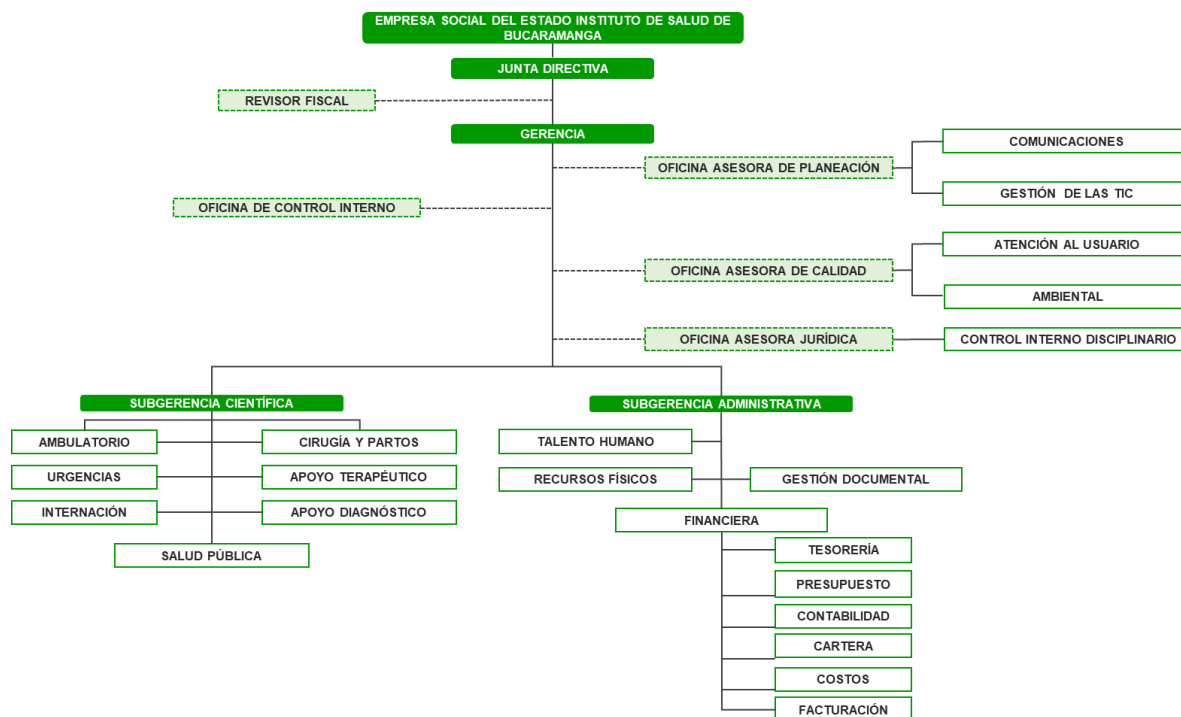 EMPRESA SOCIAL DEL ESTADO INSTITUTO DE SALUD DE
BUCARAMANGA
JUNTA DIRECTIVA
REVISOR FISCAL
GERENCIA
COMUNICACIONES
OFICINA ASESORA DE PLANEACIÓN
GESTIÓN DE LAS TIC
OFICINA DE CONTROL INTERNO
ATENCIÓN AL USUARIO
OFICINA ASESORA DE CALIDAD
AMBIENTAL
OFICINA ASESORA JURÍDICA
CONTROL INTERNO DISCIPLINARIO
SUBGERENCIA CIENTÍFICA
AMBULATORIO
CIRUGÍA Y PARTOS
URGENCIAS
APOYO TERAPÉUTICO
INTERNACIÓN
APOYO DIAGNÓSTICO
SALUD PÚBLICA
SUBGERENCIA ADMINISTRATIVA
TALENTO HUMANO
RECURSOS FÍSICOS
GESTIÓN DOCUMENTAL
FINANCIERA
TESORERÍA
PRESUPUESTO
CONTABILIDAD
CARTERA
COSTOS
FACTURACIÓN